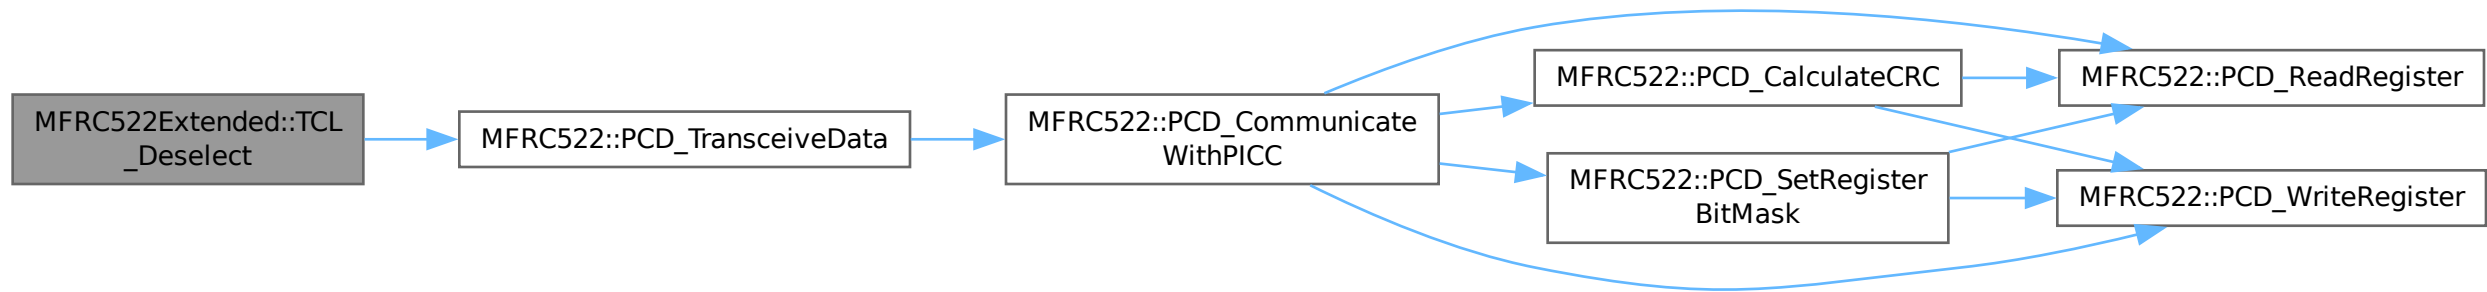 MFRC522Extended::TCL
_Deselect
MFRC522::PCD_TransceiveData
MFRC522::PCD_Communicate
WithPICC
MFRC522::PCD_CalculateCRC
MFRC522::PCD_ReadRegister
MFRC522::PCD_SetRegister
BitMask
MFRC522::PCD_WriteRegister